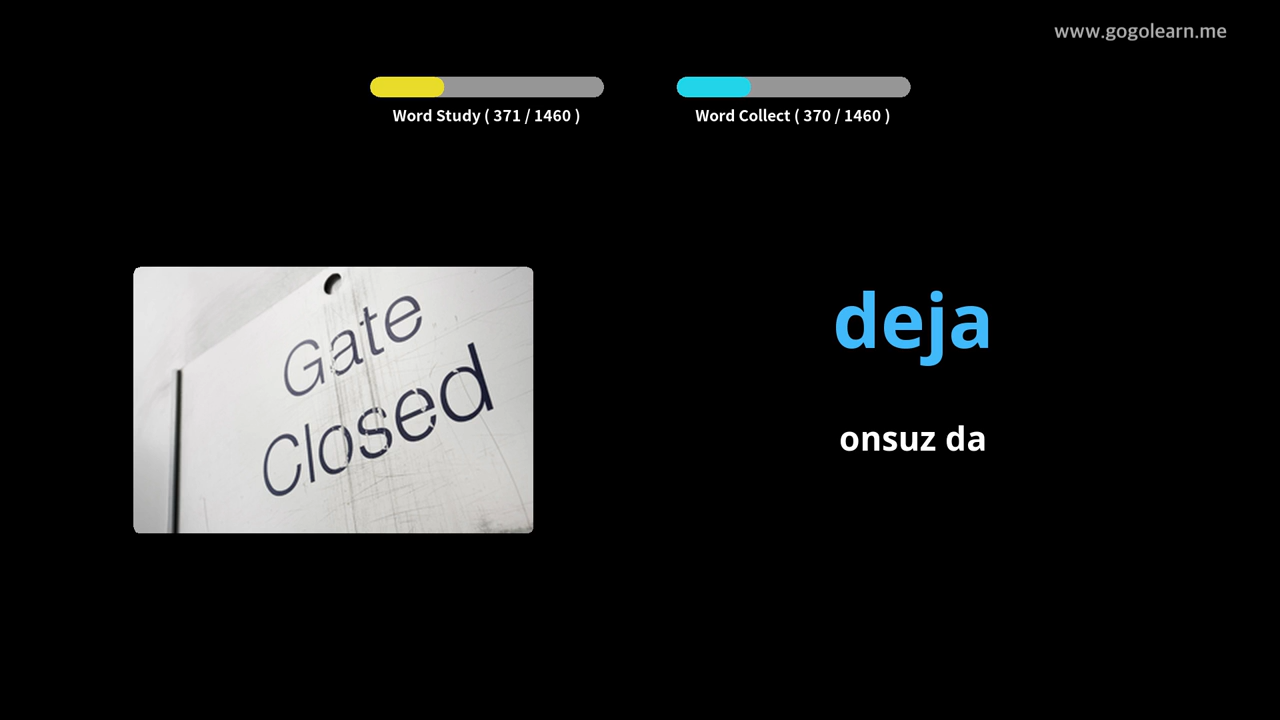 www.gogolearn.me
Word Study ( 371 / 1460 )
Word Collect ( 370 / 1460 )
Gate
Closed
deja
onsuz da